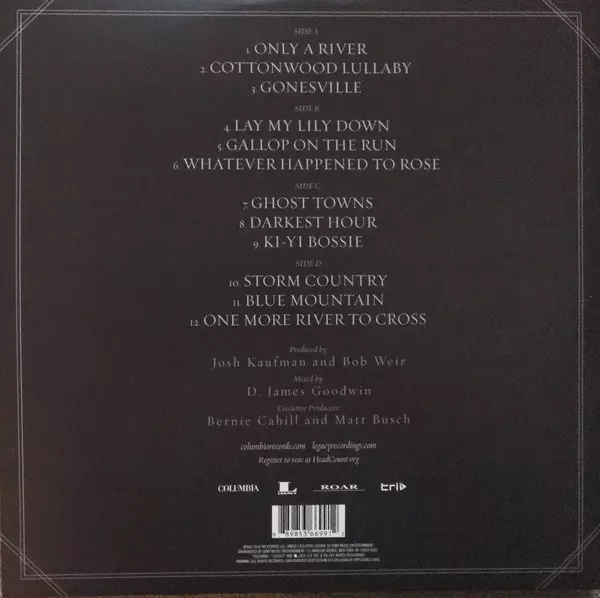 SIDE A
1. ONLY A RIVER
2. COTTONWOOD LULLABY
3. GONESVILLE
SIDE B
4. LAY MY LILY DOWN
5. GALLOP ON THE RUN
6. WHATEVER HAPPENED TO ROSE
SIDE C
7. GHOST TOWNS
8. DARKEST HOUR
9. KI-YI BOSSIE
SIDE D
10. STORM COUNTRY
11. BLUE MOUNTAIN
12. ONE MORE RIVER TO CROSS
Produced by
Josh Kaufman and Bob Weir
Mixed by
D. James Goodwin
Executive Producer
Bernie Cahill and Matt Busch
columbiarecords.com legacyrecordings.com
Register to vote at HeadCount.org
COLUMBIA L LEGACY ROAR tri
89853 66991